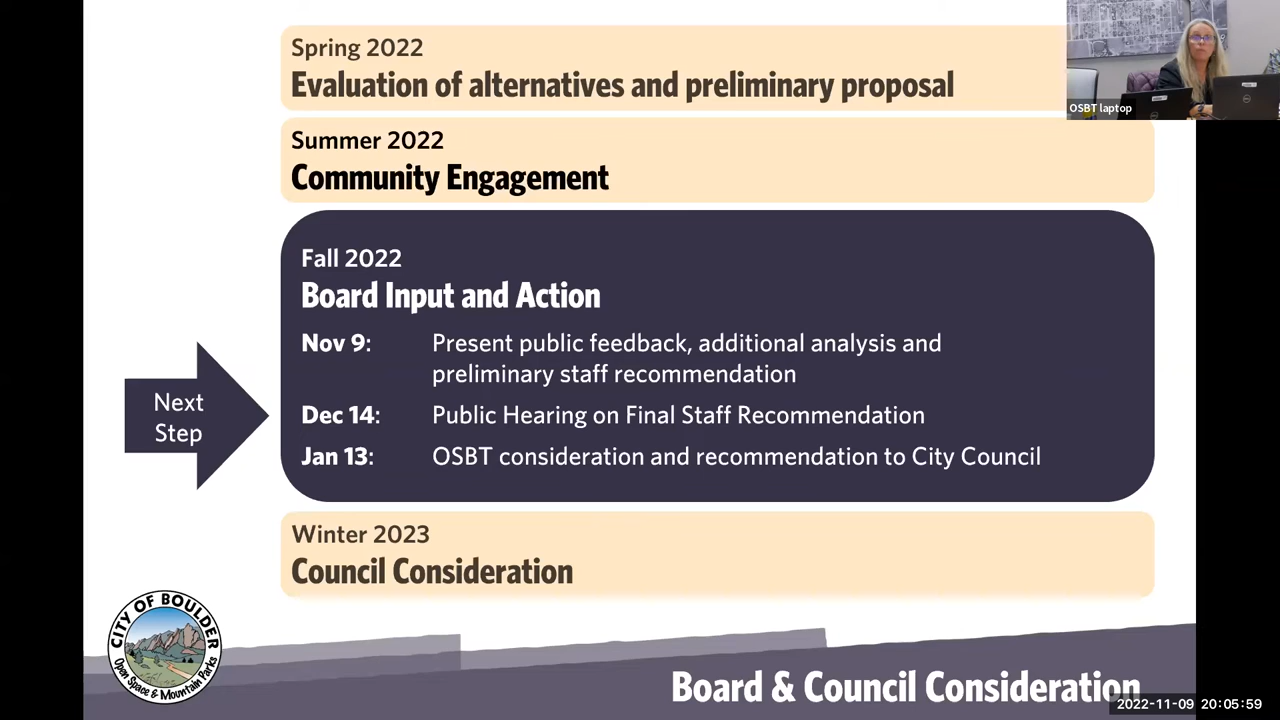 Spring 2022
Evaluation of alternatives and preliminary proposal
OSBT laptop
Summer 2022
Community Engagement
Fall 2022
Board Input and Action
Nov 9: Present public feedback, additional analysis and
preliminary staff recommendation
Dec 14: Public Hearing on Final Staff Recommendation
Jan 13: OSBT consideration and recommendation to City Council
Next
Step
Winter 2023
Council Consideration
CITY OF BOULDER
Open Space & Mountain Parks
Board & Council Consideration
2022-11-09 20:05:59